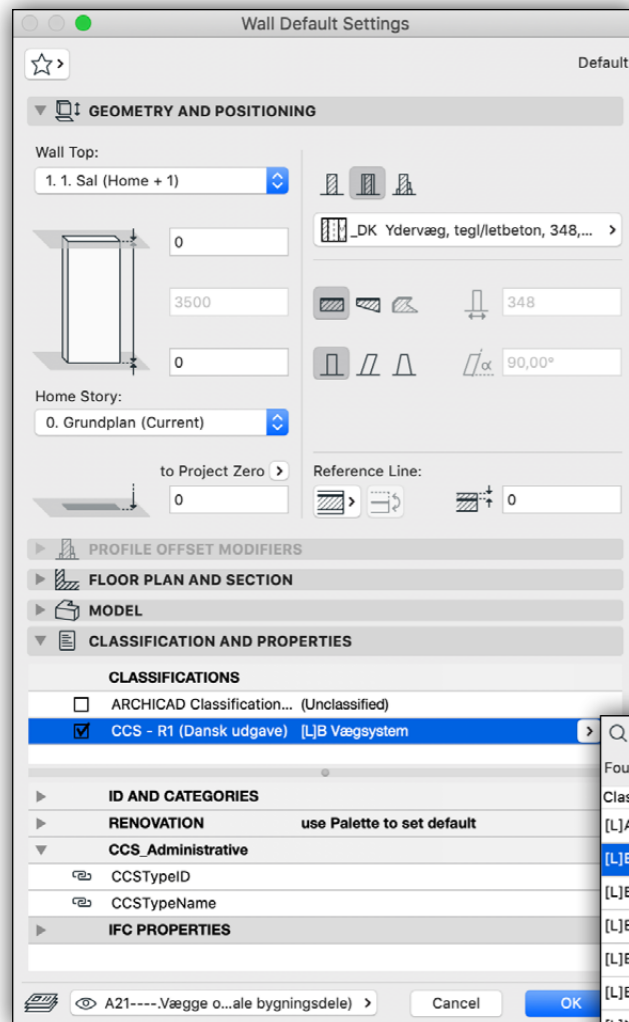 Wall Default Settings
Default
GEOMETRY AND POSITIONING
Wall Top:
1. 1. Sal (Home + 1)
0
_DK Ydervæg, tegl/letbeton, 348,...
3500
348
0
α
90,00°
Home Story:
0. Grundplan (Current)
to Project Zero
Reference Line:
0
0
PROFILE OFFSET MODIFIERS
FLOOR PLAN AND SECTION
MODEL
CLASSIFICATION AND PROPERTIES
CLASSIFICATIONS
ARCHICAD Classification... (Unclassified)
CCS - R1 (Dansk udgave) [L]B Vægsystem
ID AND CATEGORIES
RENOVATION use Palette to set default
CCS_Administrative
CCSTypeID
CCSTypeName
IFC PROPERTIES
A21----.Vægge o...ale bygningsdele)
Cancel
OK
Fou
Clas
[L]A
[L]B
[L]E
[L]E
[L]E
[L]E